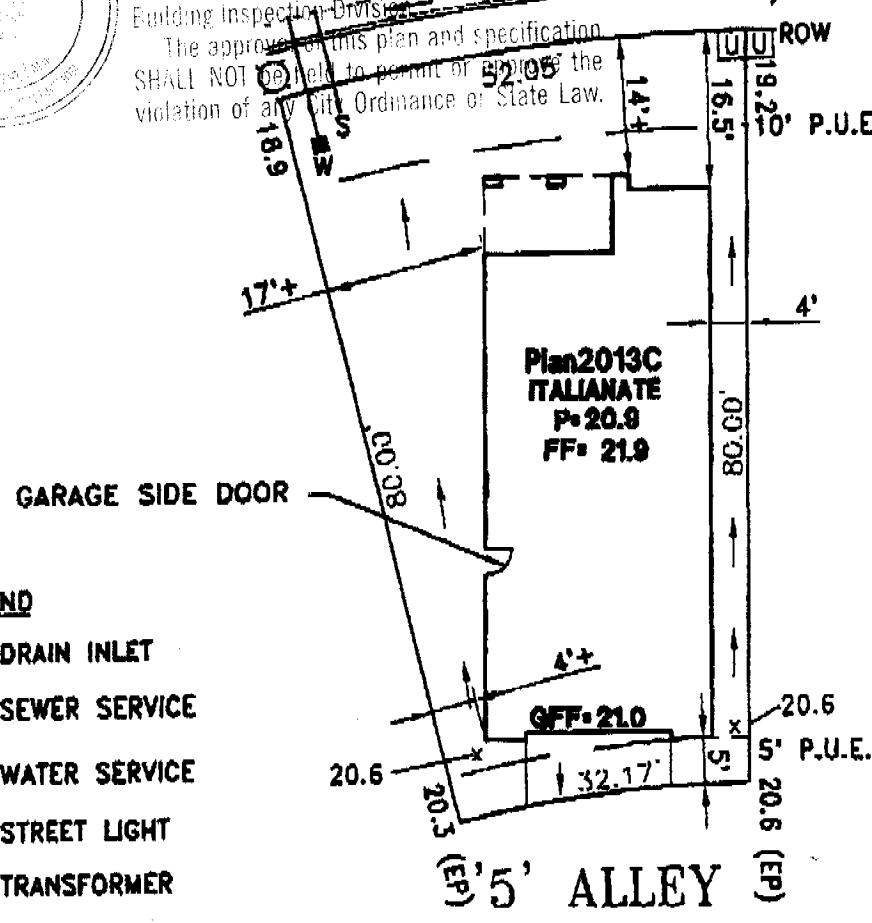 Building Inspection Division
The approval of this plan and specification
SHALL NOT be held to permit or approve the
violation of any City Ordinance or State Law.
52.05'
U U ROW
19.2
10' P.U.E.
14'+
16.5'
18.9
S
W
17'+
4'
Plan2013C
ITALIANATE
P= 20.9
FF= 21.9
80.00'
80.00'
GARAGE SIDE DOOR
ND
DRAIN INLET
SEWER SERVICE
WATER SERVICE
STREET LIGHT
TRANSFORMER
4'+
GFF= 21.0
20.6
20.6
5'
5' P.U.E.
32.17'
20.3 (EP)
20.6 (EP)
'5' ALLEY